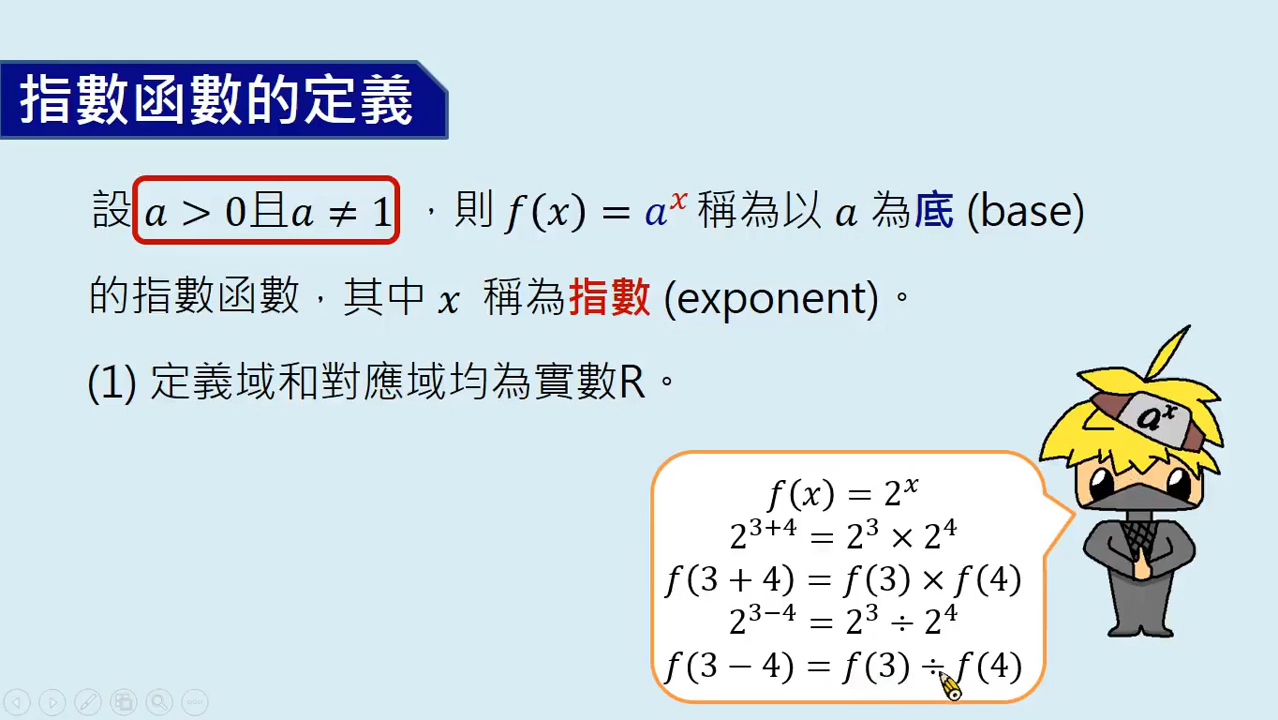 指數函數的定義
設 a > 0且a ≠ 1，則 f(x) = a^x 稱為以 a 為底 (base)
的指數函數，其中 x 稱為指數 (exponent)。
(1) 定義域和對應域均為實數R。
a^x
f(x) = 2^x
2^{3+4} = 2^3 × 2^4
f(3 + 4) = f(3) × f(4)
2^{3−4} = 2^3 ÷ 2^4
f(3 − 4) = f(3) ÷ f(4)